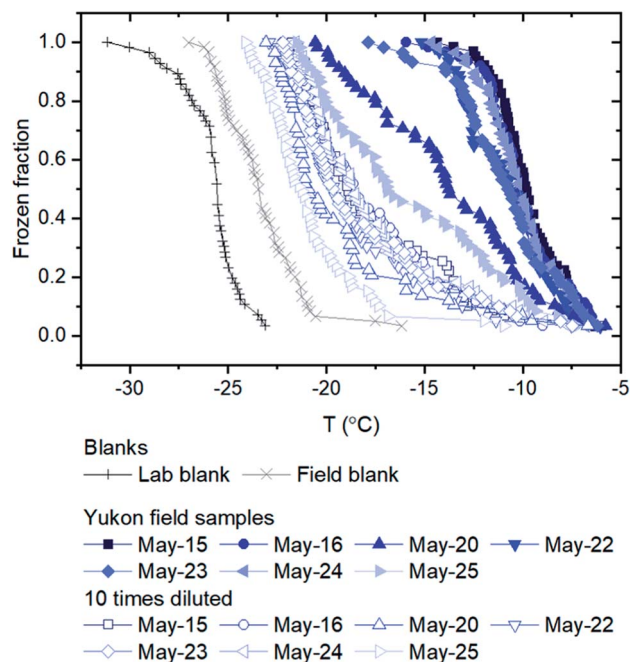 1.0
0.8
0.6
0.4
0.2
0.0
Frozen fraction
-30 -25 -20 -15 -10 -5
T (°C)
Blanks
Lab blank Field blank
Yukon field samples
May-15 May-16 May-20 May-22
May-23 May-24 May-25
10 times diluted
May-15 May-16 May-20 May-22
May-23 May-24 May-25